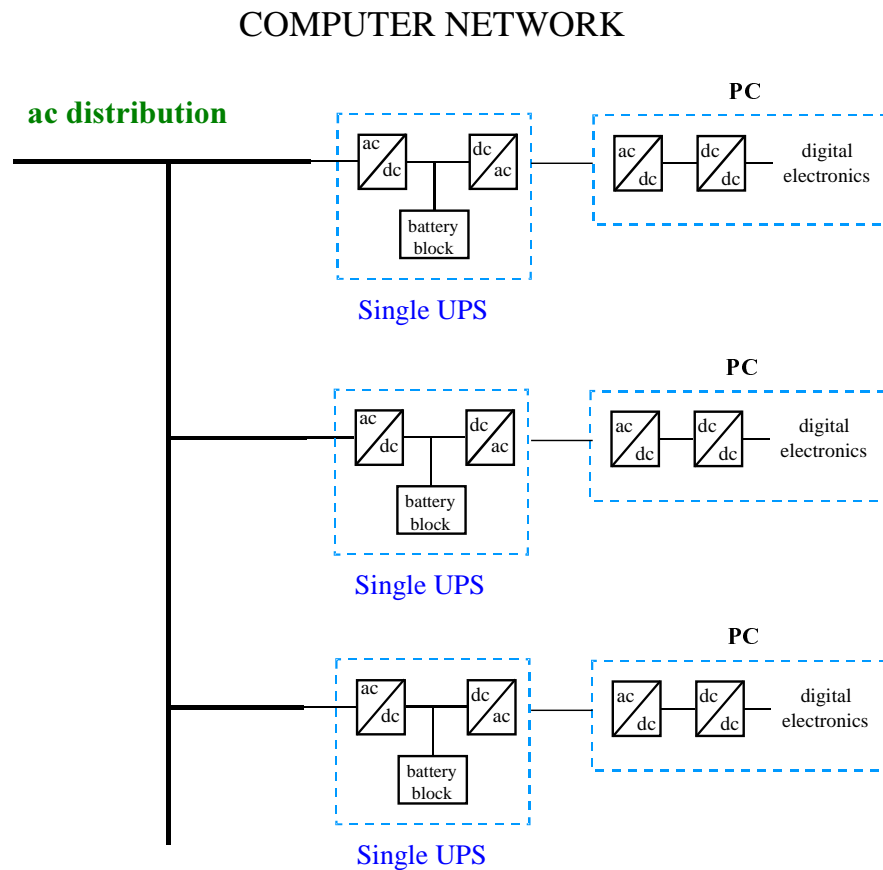 COMPUTER NETWORK
ac distribution
PC
ac
dc
dc
ac
battery
block
ac
dc
dc
dc
digital
electronics
Single UPS
PC
ac
dc
dc
ac
battery
block
ac
dc
dc
dc
digital
electronics
Single UPS
PC
ac
dc
dc
ac
battery
block
ac
dc
dc
dc
digital
electronics
Single UPS